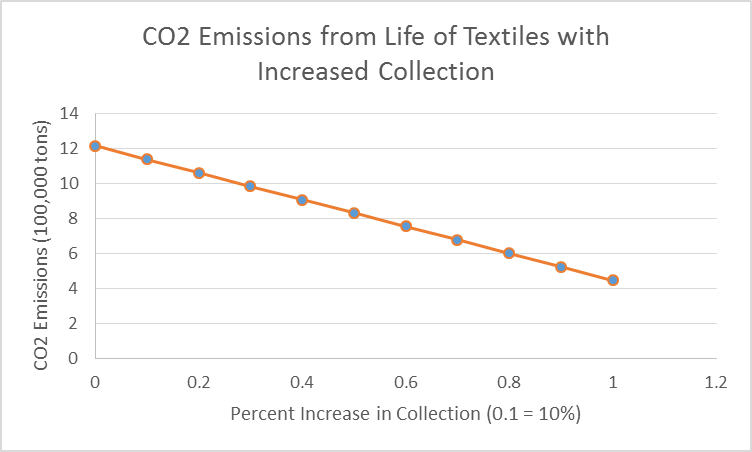 CO2 Emissions from Life of Textiles with
Increased Collection
CO2 Emissions (100,000 tons)
14
12
10
8
6
4
2
0
0 0.2 0.4 0.6 0.8 1 1.2
Percent Increase in Collection (0.1 = 10%)